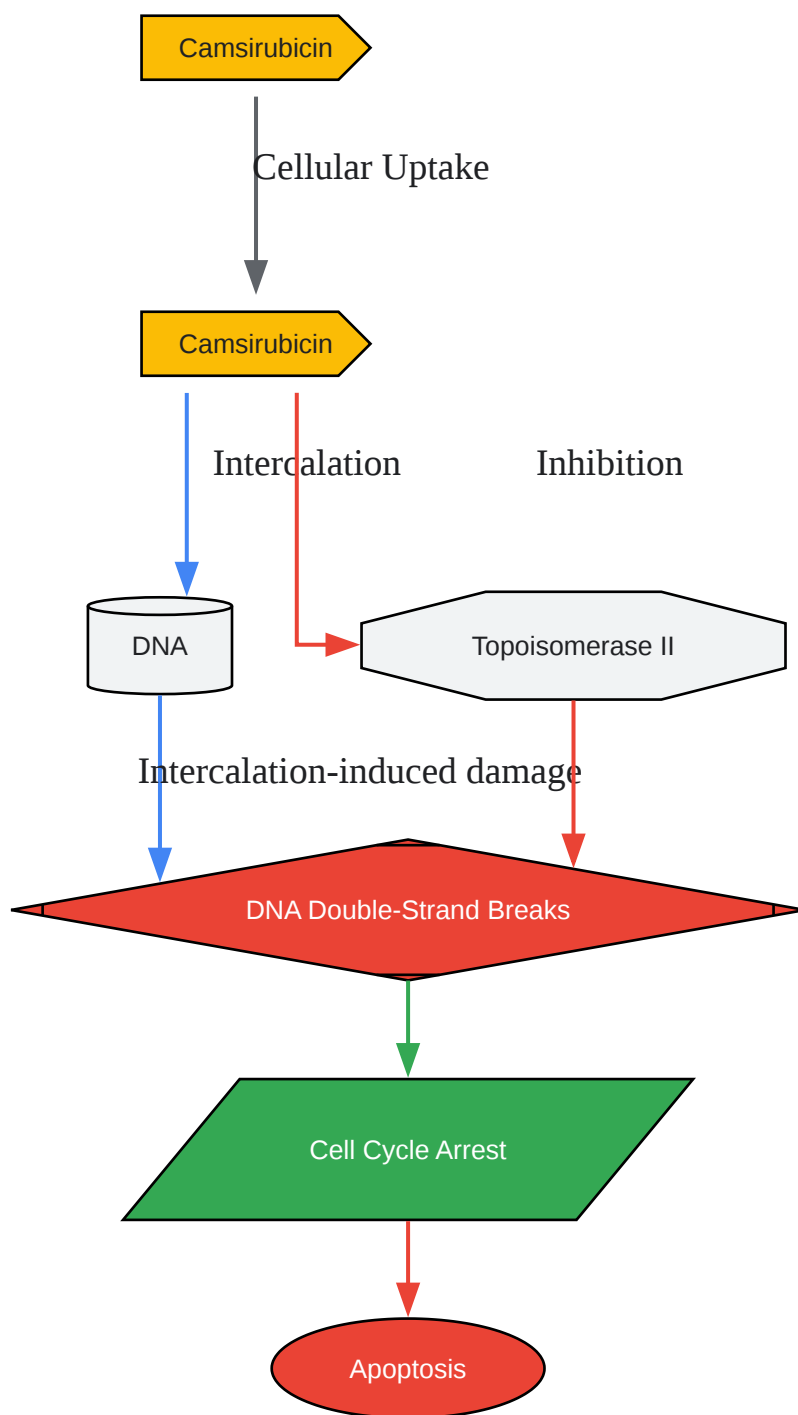 Camsirubicin
Cellular Uptake
Camsirubicin
Intercalation
Inhibition
DNA
Topoisomerase II
Intercalation-induced damage
DNA Double-Strand Breaks
Cell Cycle Arrest
Apoptosis